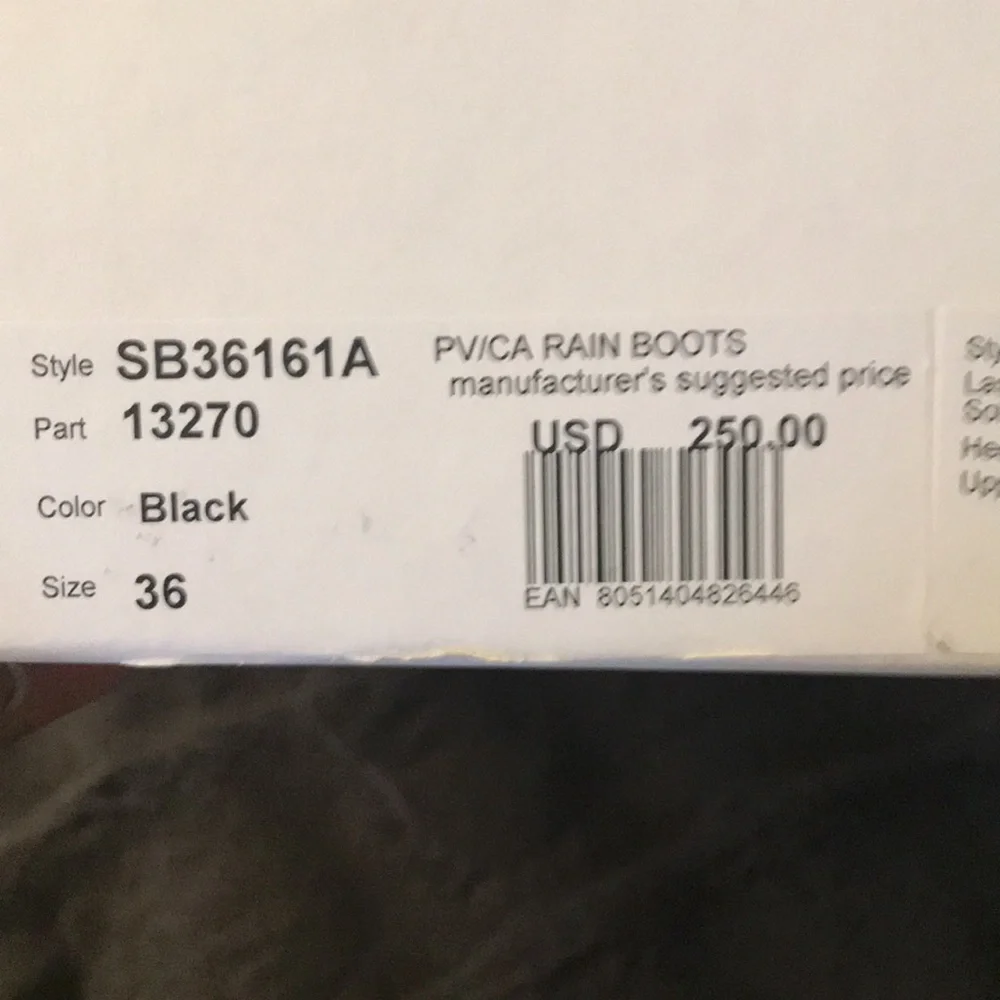 Style SB36161A
Part 13270
Color Black
Size 36
PV/CA RAIN BOOTS
manufacturer's suggested price
USD 250.00
EAN 8051404826446